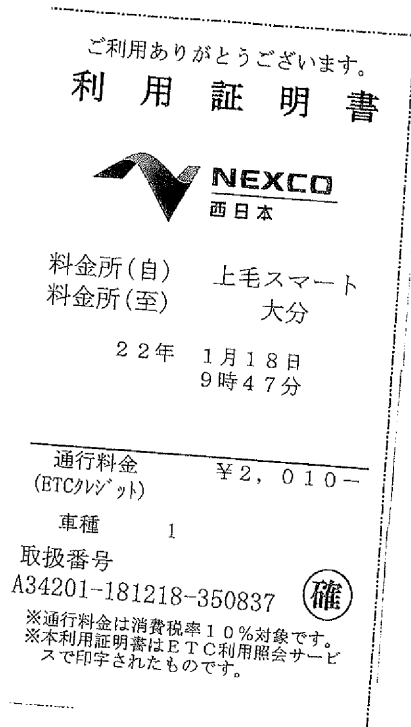 ご利用ありがとうございます。
利用証明書
NEXCO
西日本
料金所(自) 上毛スマート
料金所(至) 大分
22年 1月18日
9時47分
通行料金 ¥2,010-
(ETCクレジット)
車種 1
取扱番号
A34201-181218-350837 確
※通行料金は消費税率10%対象です。
※本利用証明書はETC利用照会サービ
スで印字されたものです。